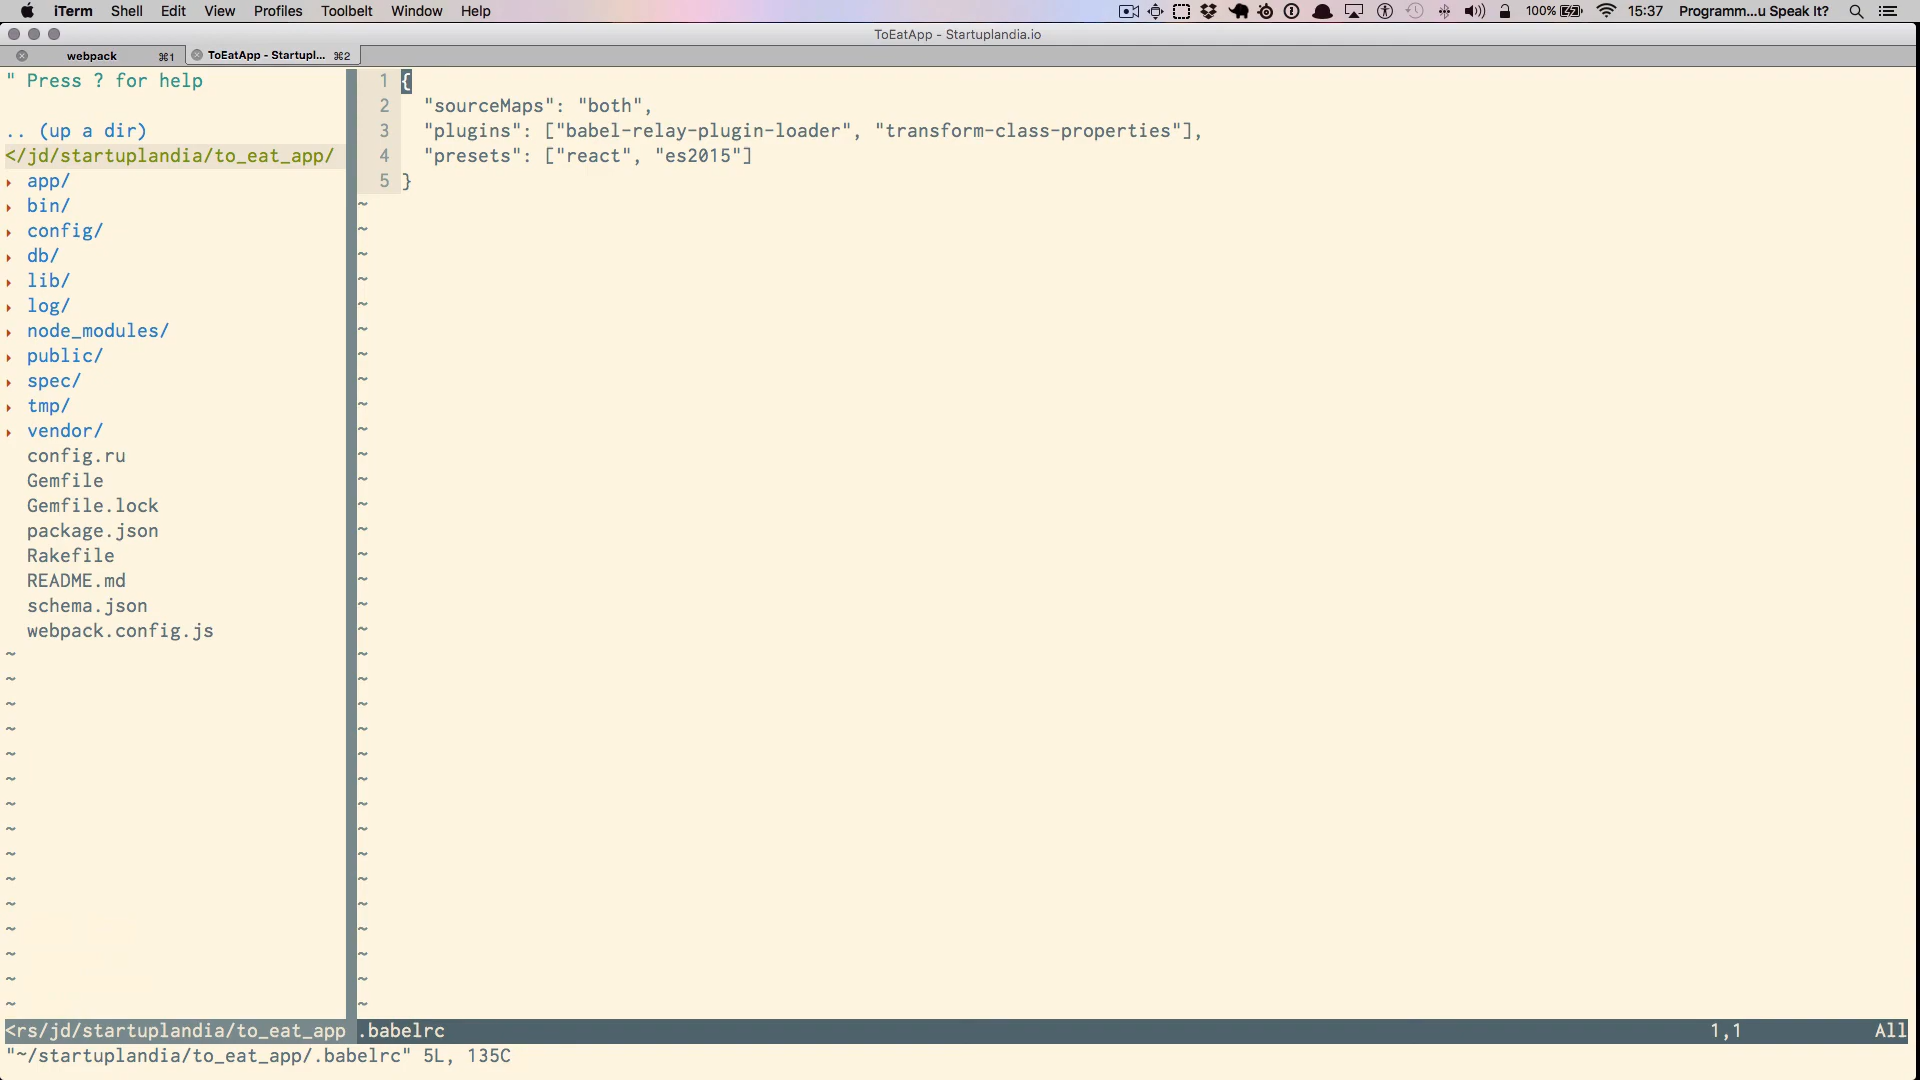 iTerm Shell Edit View Profiles Toolbelt Window Help 100% 15:37 Programm...u Speak It?
ToEatApp - Startuplandia.io
webpack ⌘1 ToEatApp - Startupl... ⌘2
" Press ? for help
.. (up a dir)
</jd/startuplandia/to_eat_app/
▸ app/
▸ bin/
▸ config/
▸ db/
▸ lib/
▸ log/
▸ node_modules/
▸ public/
▸ spec/
▸ tmp/
▸ vendor/
config.ru
Gemfile
Gemfile.lock
package.json
Rakefile
README.md
schema.json
webpack.config.js
1 {
2 "sourceMaps": "both",
3 "plugins": ["babel-relay-plugin-loader", "transform-class-properties"],
4 "presets": ["react", "es2015"]
5 }
<rs/jd/startuplandia/to_eat_app .babelrc 1,1 All
"~/startuplandia/to_eat_app/.babelrc" 5L, 135C